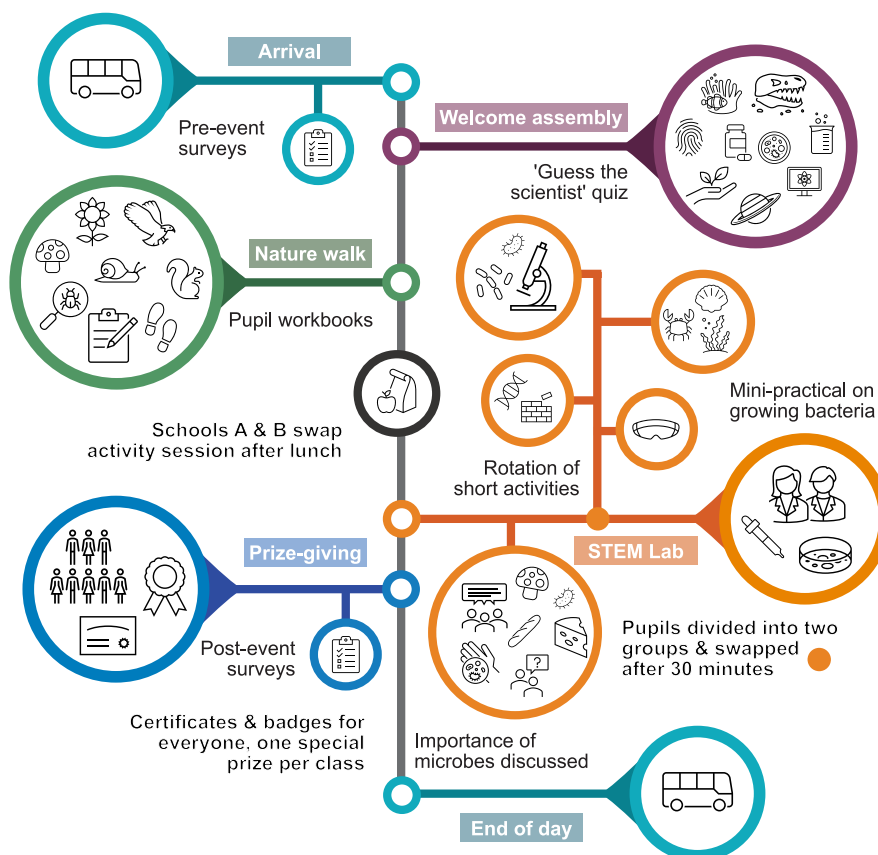 Arrival
Pre-event
surveys
Welcome assembly
'Guess the
scientist' quiz
Nature walk
Pupil workbooks
Schools A & B swap
activity session after lunch
Rotation of
short activities
Mini-practical on
growing bacteria
STEM Lab
Pupils divided into two
groups & swapped
after 30 minutes
Importance of
microbes discussed
Prize-giving
Post-event
surveys
Certificates & badges for
everyone, one special
prize per class
End of day